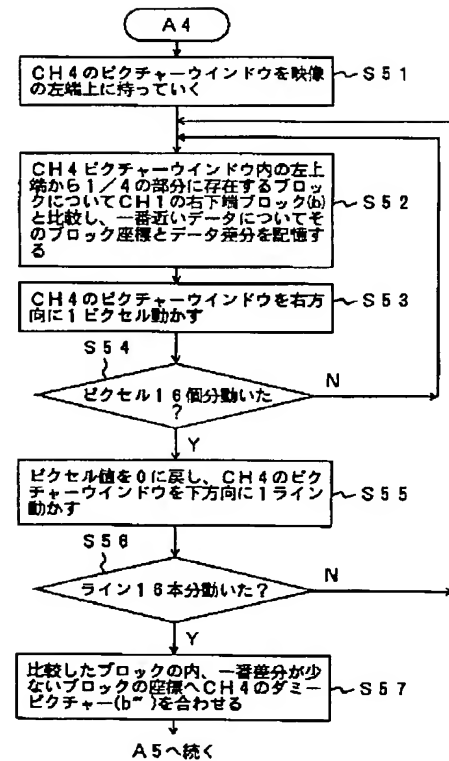 A4
CH4のピクチャーウインドウを映像
の左端上に持っていく
S51
CH4ピクチャーウインドウ内の左上
端から1／4の部分に存在するブロッ
クについてCH1の右下端ブロック(b)
と比較し、一番近いデータについてそ
のブロック座標とデータ差分を記憶す
る
S52
CH4のピクチャーウインドウを右方
向に1ピクセル動かす
S53
S54
ピクセル16個分動いた
?
N
Y
ピクセル値を0に戻し、CH4のピク
チャーウインドウを下方向に1ライン
動かす
S55
S56
ライン16本分動いた?
N
Y
比較したブロックの内、一番差分が少
ないブロックの座標へCH4のダミー
ピクチャー(b‴)を合わせる
S57
A5へ続く